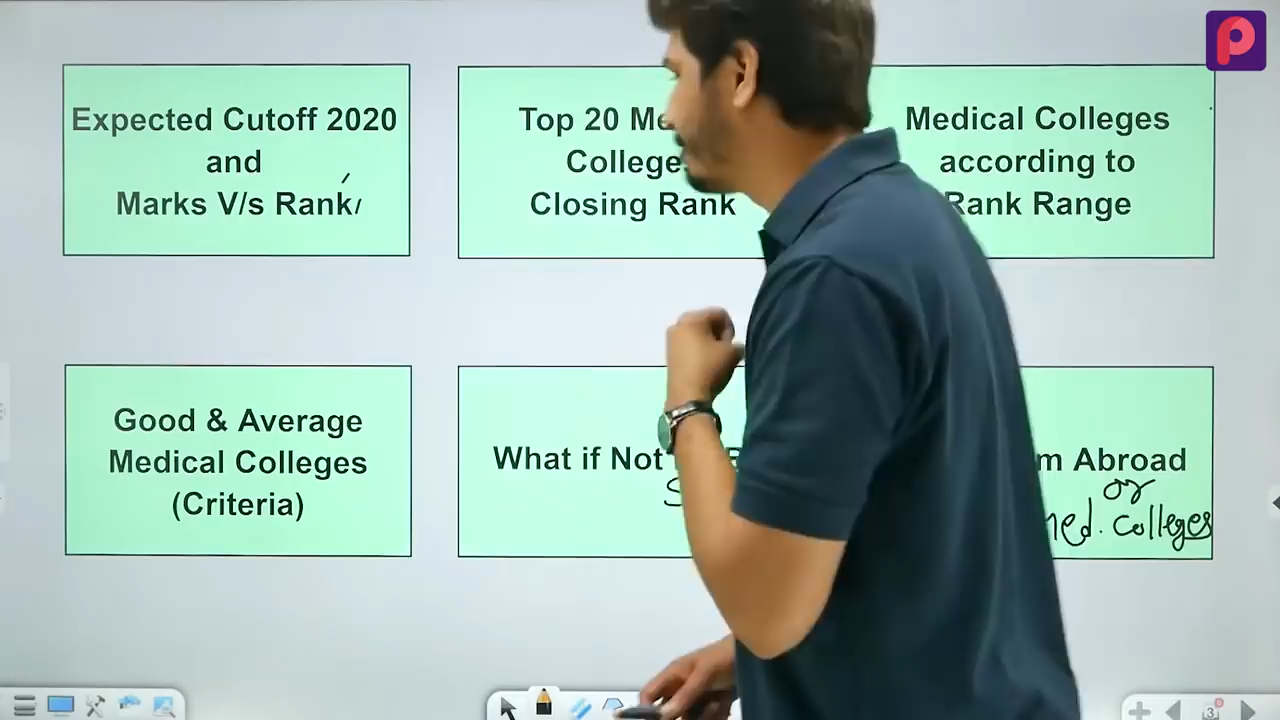 Expected Cutoff 2020
and
Marks V/s Rank
Top 20
College
Closing Rank
Medical Colleges
according to
Rank Range
Good & Average
Medical Colleges
(Criteria)
What if Not
Abroad
or
Med. Colleges
3